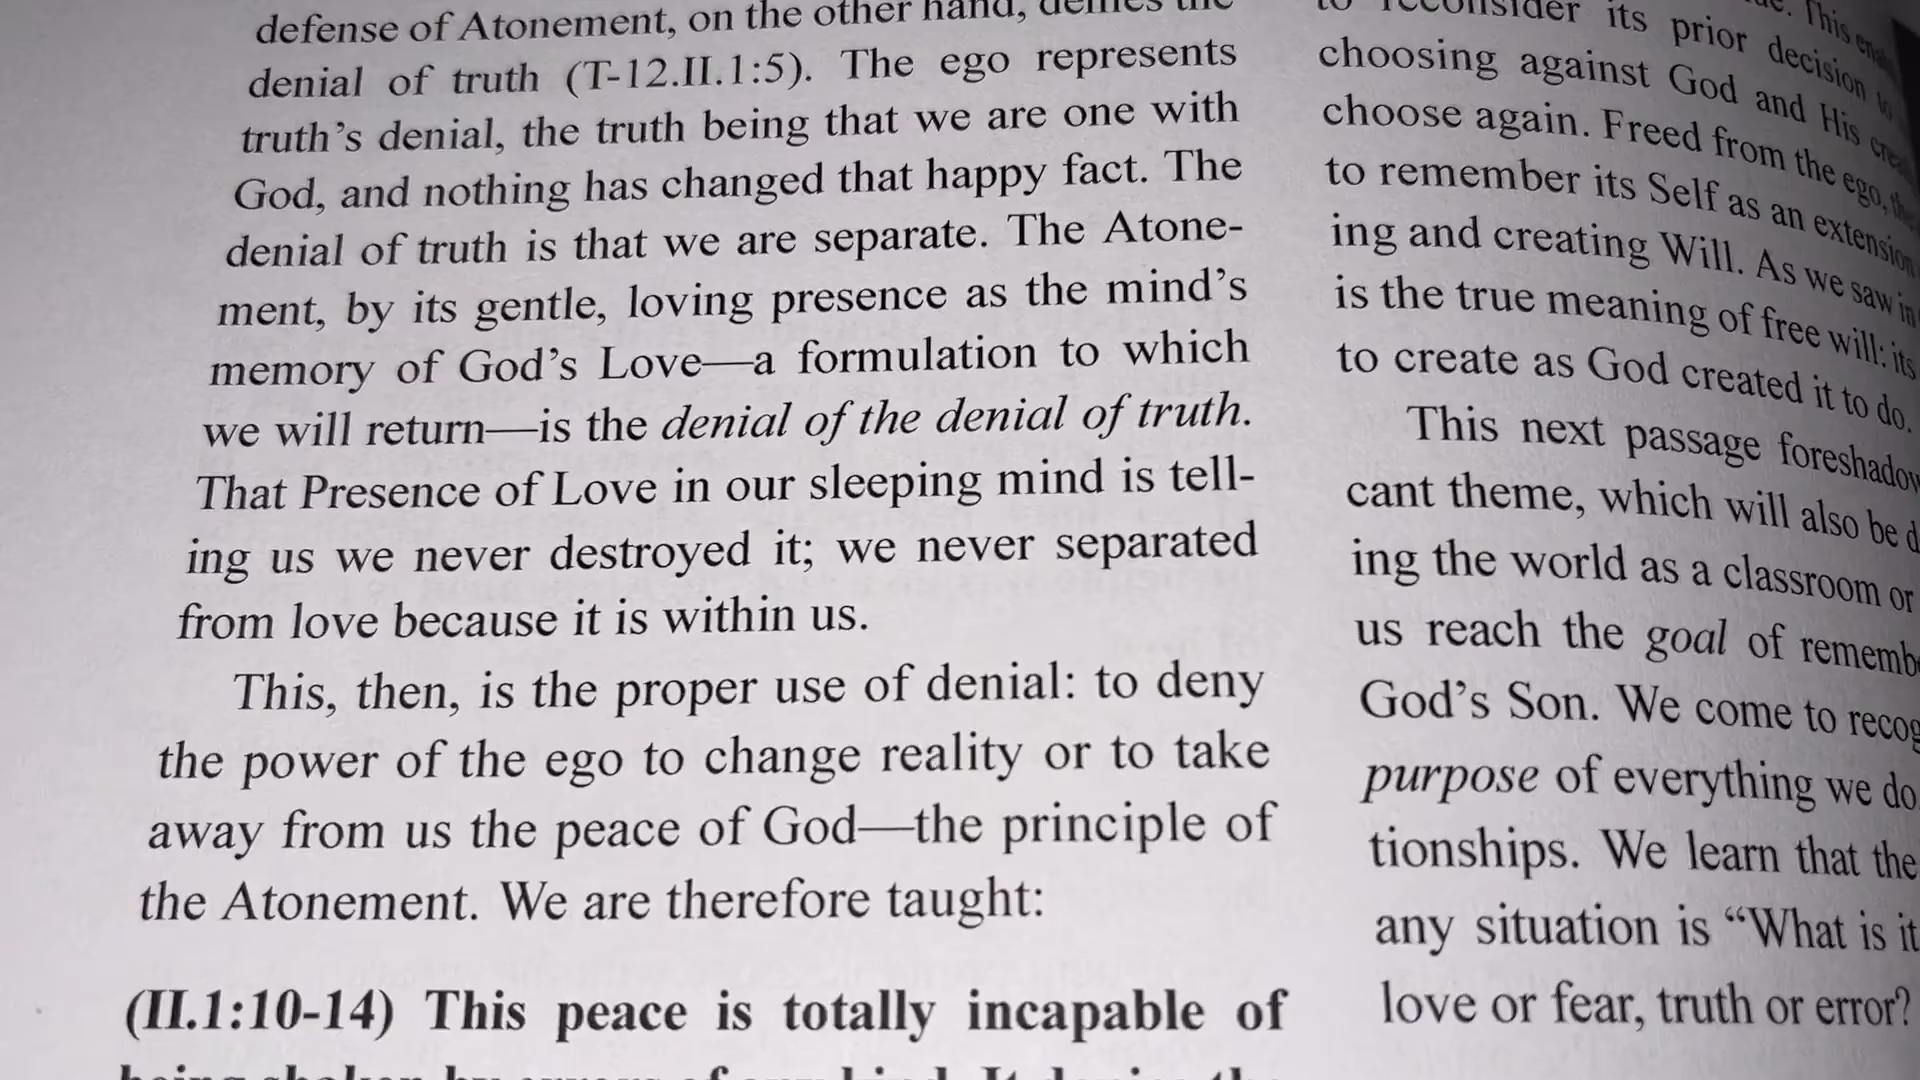 defense of Atonement, on the other hand, denies the
denial of truth (T-12.II.1:5). The ego represents
truth's denial, the truth being that we are one with
God, and nothing has changed that happy fact. The
denial of truth is that we are separate. The Atone-
ment, by its gentle, loving presence as the mind's
memory of God's Love—a formulation to which
we will return—is the denial of the denial of truth.
That Presence of Love in our sleeping mind is tell-
ing us we never destroyed it; we never separated
from love because it is within us.
This, then, is the proper use of denial: to deny
the power of the ego to change reality or to take
away from us the peace of God—the principle of
the Atonement. We are therefore taught:
(II.1:10-14) This peace is totally incapable of
This
to reconsider its prior decision to
choosing against God and His
choose again. Freed from the ego,
to remember its Self as an extension
ing and creating Will. As we saw in
is the true meaning of free will: its
to create as God created it to do.
This next passage
cant theme, which will also be
ing the world as a classroom or
us reach the goal of
God's Son. We come to
purpose of everything we do
tionships. We learn that the
any situation is “What is it
love or fear, truth or error?